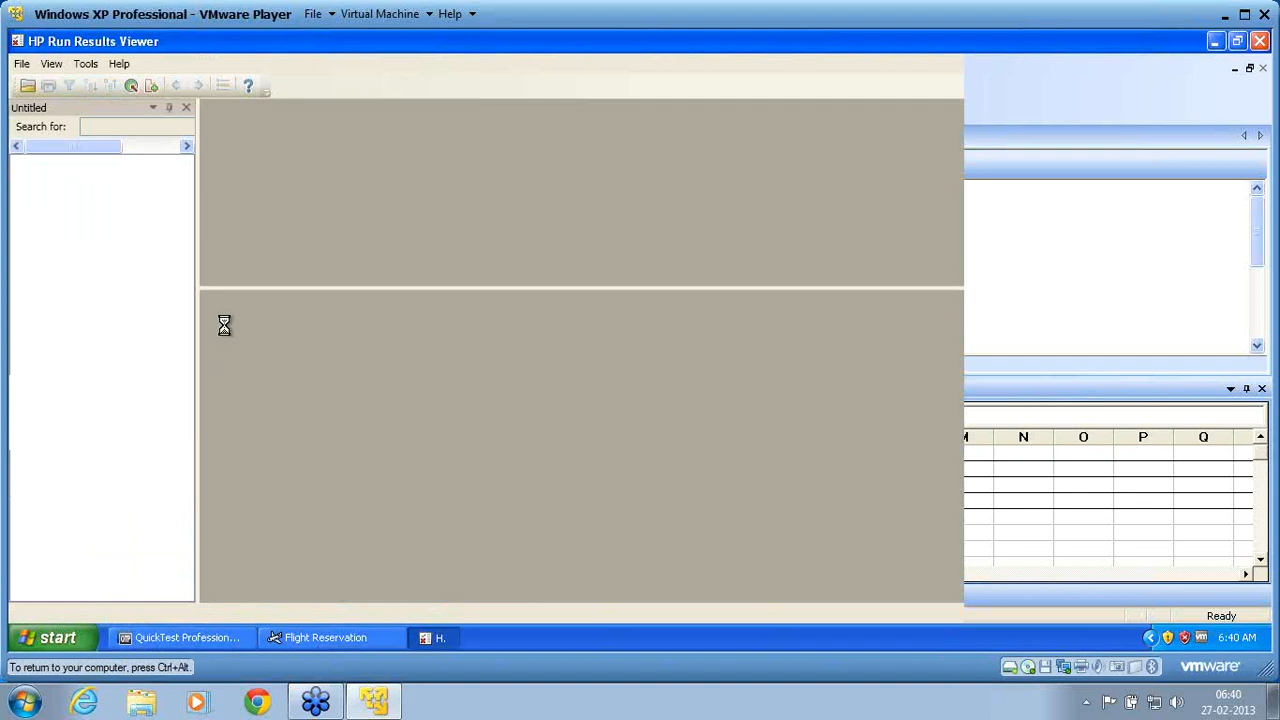 Windows XP Professional - VMware Player File Virtual Machine Help
HP Run Results Viewer
File View Tools Help
Untitled
Search for:
M N O P Q
Ready
start QuickTest Profession... Flight Reservation H. 6:40 AM
To return to your computer, press Ctrl+Alt. vmware
06:40
27-02-2013